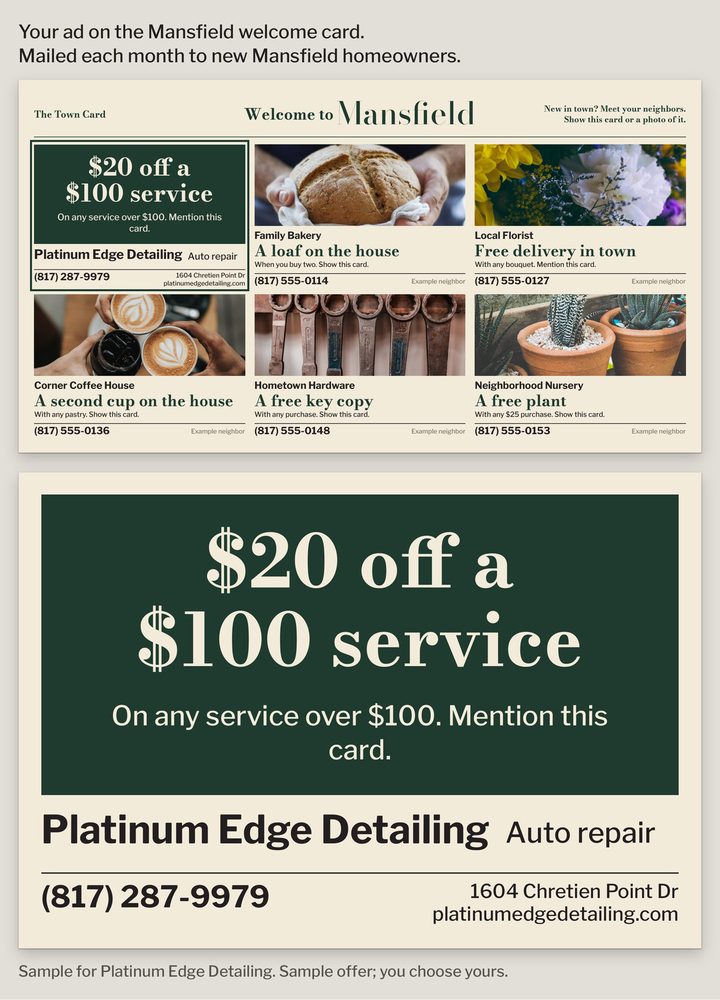 Your ad on the Mansfield welcome card.
Mailed each month to new Mansfield homeowners.
The Town Card
Welcome to Mansfield
New in town? Meet your neighbors.
Show this card or a photo of it.
$20 off a
$100 service
On any service over $100. Mention this
card.
Platinum Edge Detailing Auto repair
(817) 287-9979
1604 Chretien Point Dr
platinumedgedetailing.com
Family Bakery
A loaf on the house
When you buy two. Show this card.
(817) 555-0114 Example neighbor
Local Florist
Free delivery in town
With any bouquet. Mention this card.
(817) 555-0127 Example neighbor
Corner Coffee House
A second cup on the house
With any pastry. Show this card.
(817) 555-0136 Example neighbor
Hometown Hardware
A free key copy
With any purchase. Show this card.
(817) 555-0148 Example neighbor
Neighborhood Nursery
A free plant
With any $25 purchase. Show this card.
(817) 555-0153 Example neighbor
$20 off a
$100 service
On any service over $100. Mention this
card.
Platinum Edge Detailing Auto repair
(817) 287-9979
1604 Chretien Point Dr
platinumedgedetailing.com
Sample for Platinum Edge Detailing. Sample offer; you choose yours.